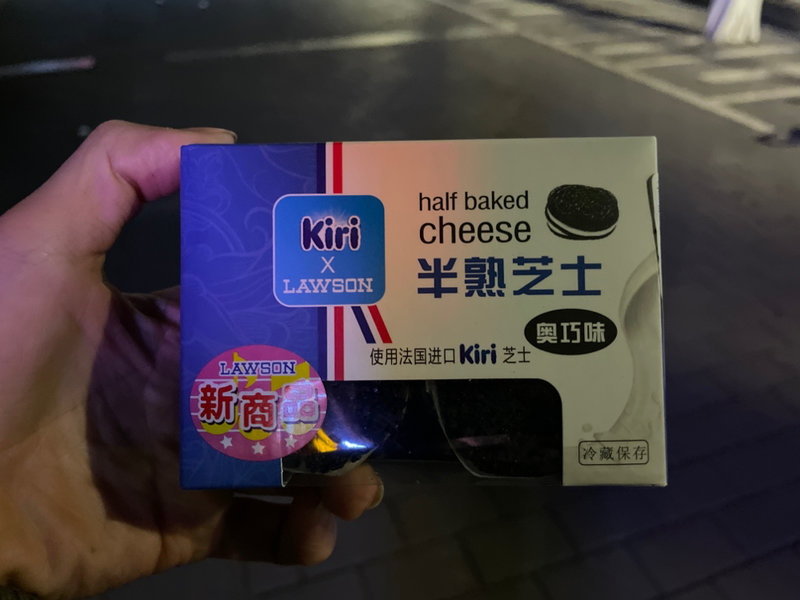 half baked
cheese
半熟芝士
奥巧味
Kiri
X
LAWSON
使用法国进口Kiri芝士
LAWSON
新商品
冷藏保存